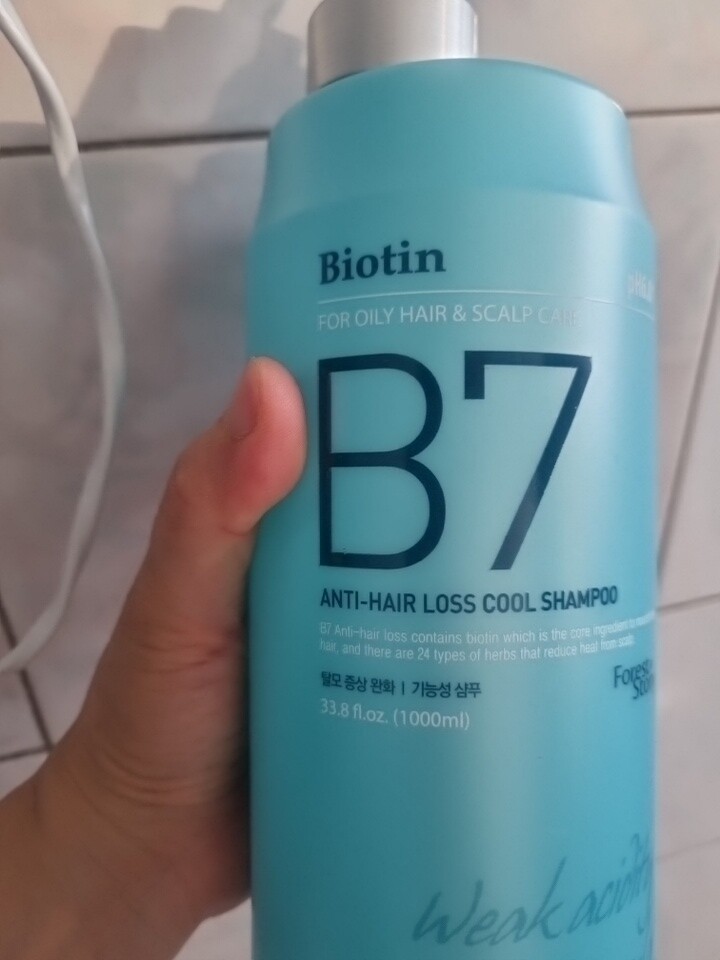 Biotin
FOR OILY HAIR & SCALP CARE
B7
ANTI-HAIR LOSS COOL SHAMPOO
B7 Anti-hair loss contains biotin which is the core ingredient to
hair, and there are 24 types of herbs that reduce heat from scalp.
탈모 증상 완화 | 기능성 샴푸
33.8 fl.oz. (1000ml)
Weak acidity